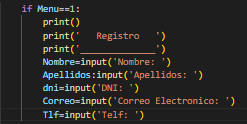 if Menu==1:
print()
print('   Registro   ')
print('______________')
Nombre=input('Nombre: ')
Apellidos:input('Apellidos: ')
dni=input('DNI: ')
Correo=input('Correo Electronico: ')
Tlf=input('Telf: ')